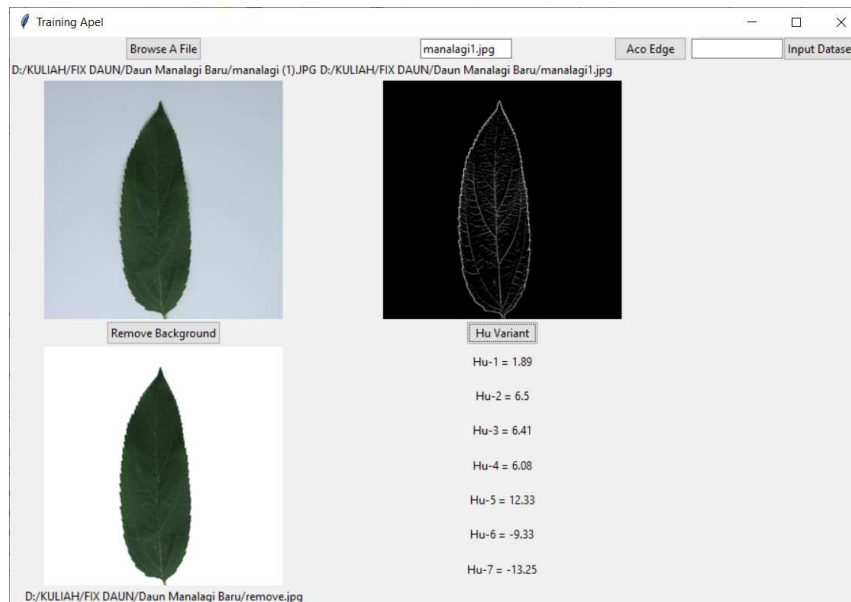 Training Apel
Browse A File manalagi1.jpg Aco Edge Input Datase
D:/KULIAH/FIX DAUN/Daun Manalagi Baru/manalagi (1).JPG D:/KULIAH/FIX DAUN/Daun Manalagi Baru/manalagi1.jpg
Remove Background Hu Variant
Hu-1 = 1.89
Hu-2 = 6.5
Hu-3 = 6.41
Hu-4 = 6.08
Hu-5 = 12.33
Hu-6 = -9.33
Hu-7 = -13.25
D:/KULIAH/FIX DAUN/Daun Manalagi Baru/remove.jpg